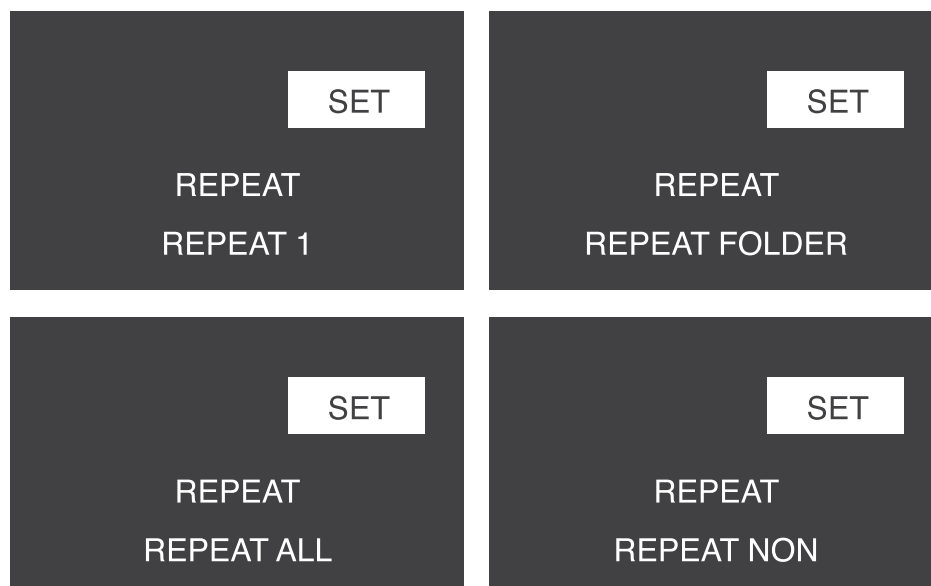 SET
REPEAT
REPEAT 1
SET
REPEAT
REPEAT FOLDER
SET
REPEAT
REPEAT ALL
SET
REPEAT
REPEAT NON